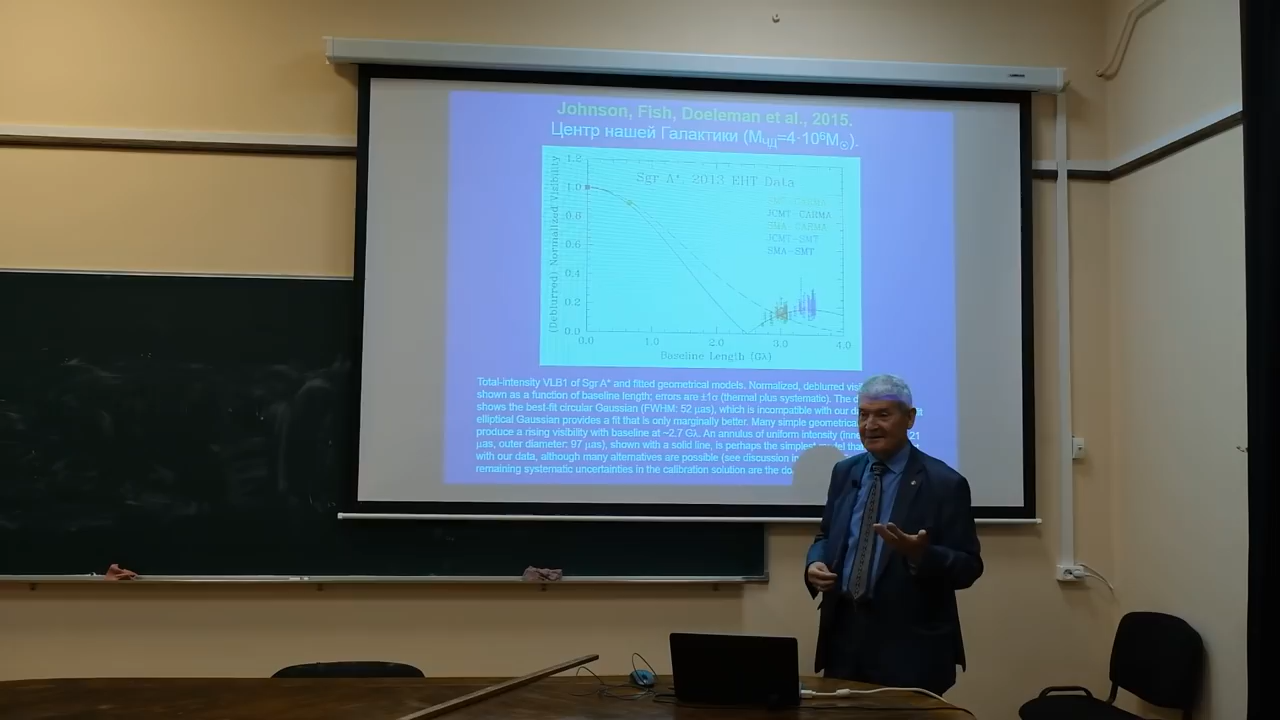 Johnson, Fish, Doeleman et al., 2015.
Центр нашей Галактики (Mчд=4·10⁶M☉).
Sgr A*, 2013 EHT Data
SMT-CARMA
JCMT-CARMA
SMA-CARMA
JCMT-SMT
SMA-SMT
(Deblurred) Normalized Visibility
1.2
1.0
0.8
0.6
0.4
0.2
0.0
0.0 1.0 2.0 3.0 4.0
Baseline Length (Gλ)
Total-intensity VLB1 of Sgr A* and fitted geometrical models. Normalized, deblurred
shown as a function of baseline length; errors are ±1σ (thermal plus systematic). The
shows the best-fit circular Gaussian (FWHM: 52 μas), which is incompatible with our
elliptical Gaussian provides a fit that is only marginally better. Many simple
produce a rising visibility with baseline at ~2.7 Gλ. An annulus of uniform intensity 21
μas, outer diameter: 97 μas), shown with a solid line, is perhaps the simplest
with our data, although many alternatives are possible (see discussion in
remaining systematic uncertainties in the calibration solution are the